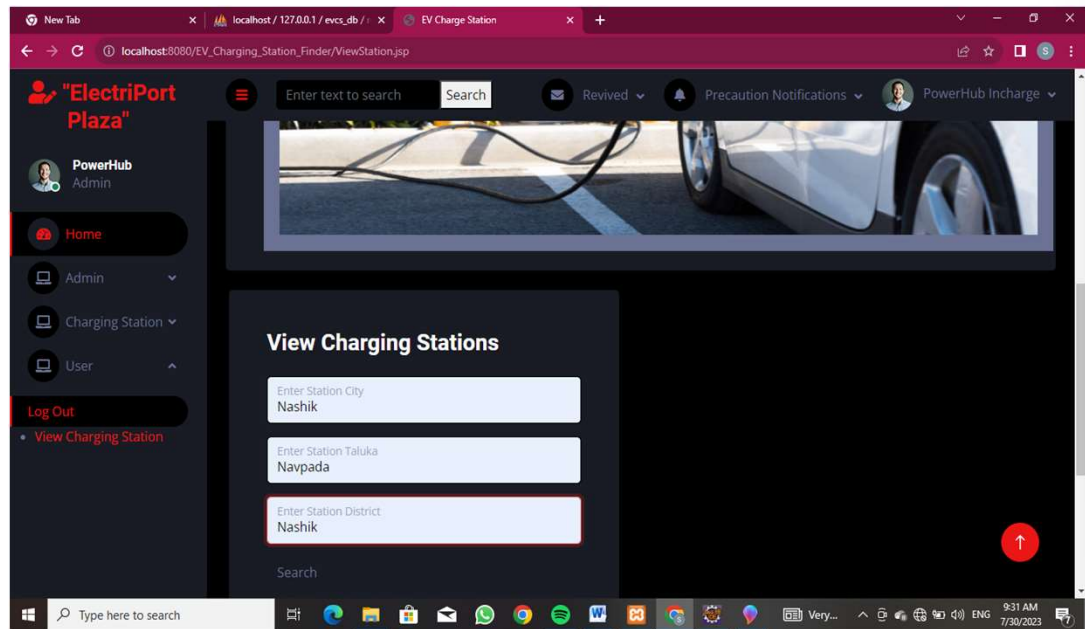 New Tab
localhost / 127.0.0.1 / evcs_db /
EV Charge Station
localhost:8080/EV_Charging_Station_Finder/ViewStation.jsp
S
"ElectriPort
Plaza"
Enter text to search
Search
Revived
Precaution Notifications
PowerHub Incharge
PowerHub
Admin
Home
Admin
Charging Station
User
Log Out
View Charging Station
View Charging Stations
Enter Station City
Nashik
Enter Station Taluka
Navpada
Enter Station District
Nashik
Search
Type here to search
Very...
ENG
9:31 AM
7/30/2023